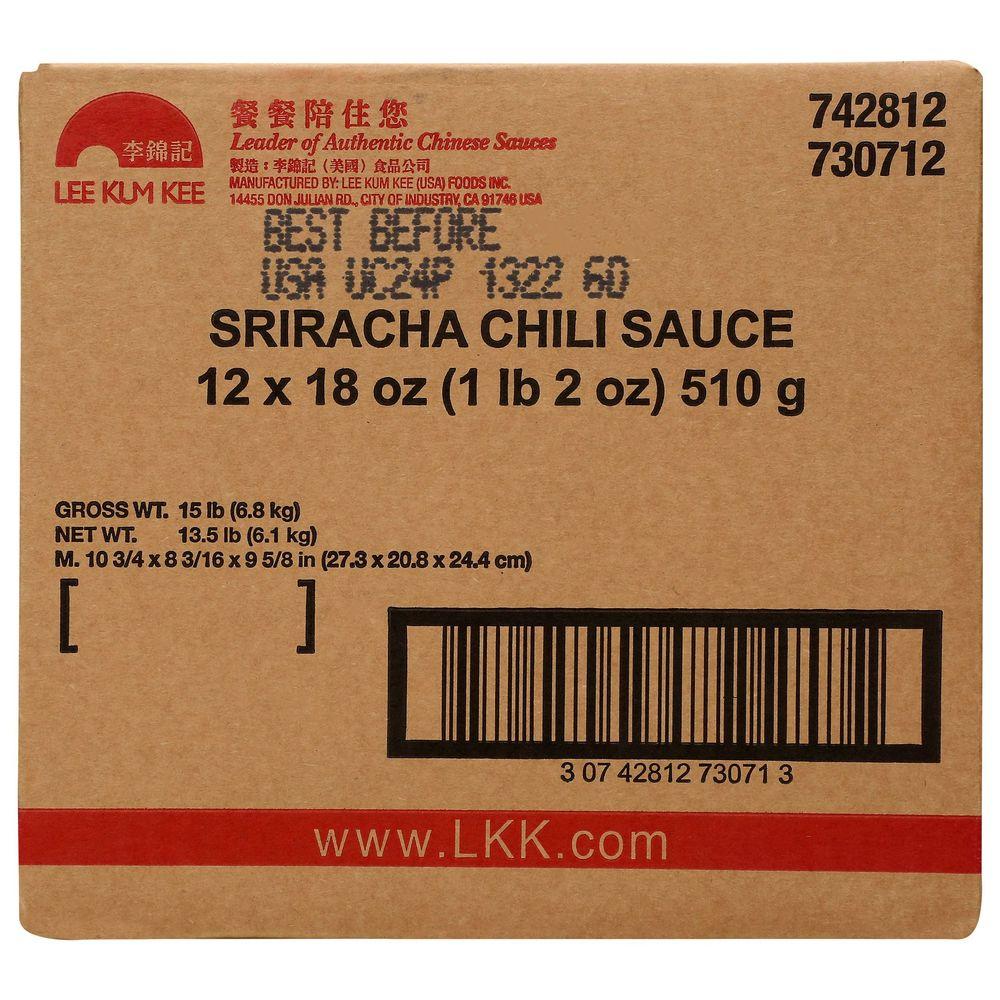 李錦記
LEE KUM KEE
餐餐陪住您
Leader of Authentic Chinese Sauces
製造：李錦記（美國）食品公司
MANUFACTURED BY: LEE KUM KEE (USA) FOODS INC.
14455 DON JULIAN RD., CITY OF INDUSTRY, CA 91746 USA
742812
730712
BEST BEFORE
USA UC24P 1322 6D
SRIRACHA CHILI SAUCE
12 x 18 oz (1 lb 2 oz) 510 g
GROSS WT. 15 lb (6.8 kg)
NET WT. 13.5 lb (6.1 kg)
M. 10 3/4 x 8 3/16 x 9 5/8 in (27.3 x 20.8 x 24.4 cm)
[ ]
3 07 42812 73071 3
www.LKK.com